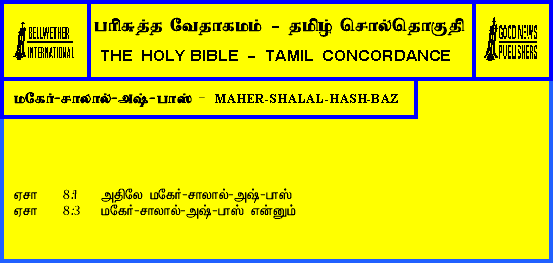 BELLWETHER
INTERNATIONAL
பரிசுத்த வேதாகமம் - தமிழ் சொல்தொகுதி
THE HOLY BIBLE - TAMIL CONCORDANCE
GOOD NEWS
PUBLISHERS
மகேர்-சாலால்-அஷ்-பாஸ் - MAHER-SHALAL-HASH-BAZ
ஏசா 8:1 அதிலே மகேர்-சாலால்-அஷ்-பாஸ்
ஏசா 8:3 மகேர்-சாலால்-அஷ்-பாஸ் என்னும்